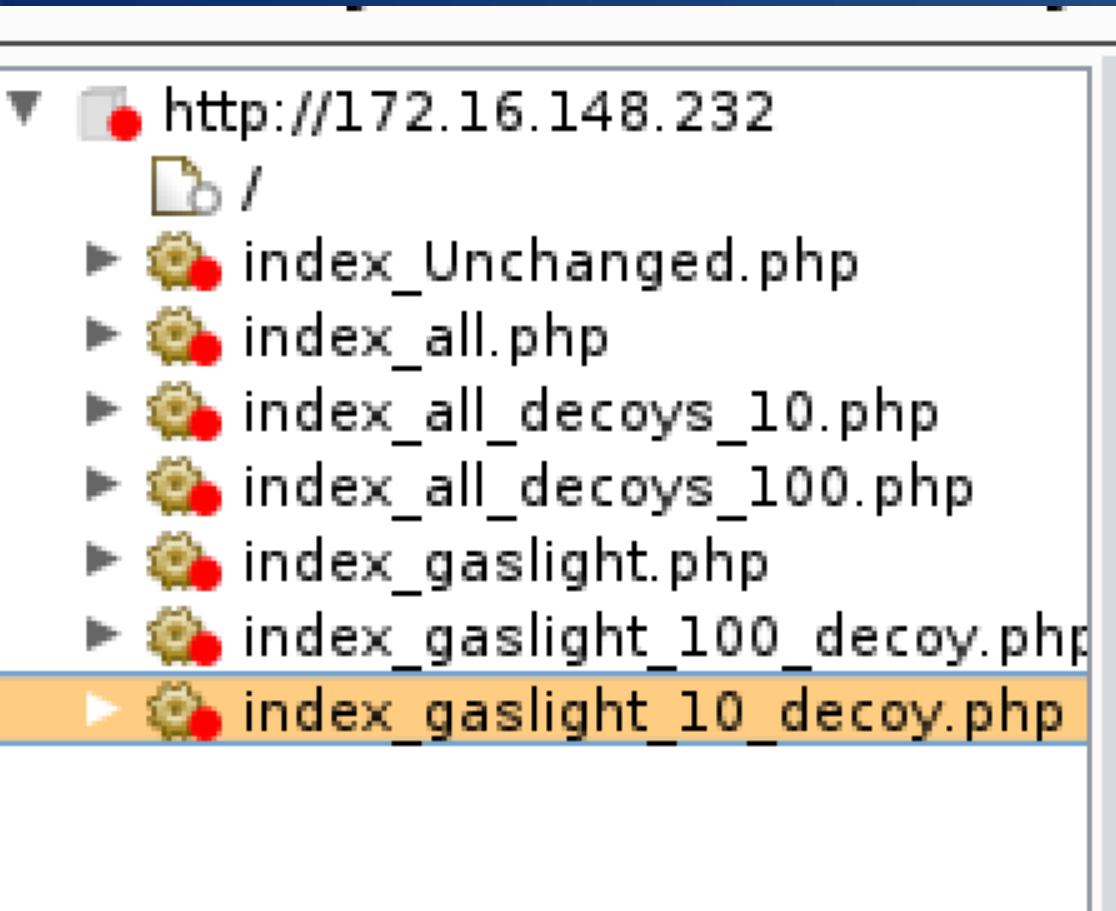 http://172.16.148.232
/
index_Unchanged.php
index_all.php
index_all_decoys_10.php
index_all_decoys_100.php
index_gaslight.php
index_gaslight_100_decoy.php
index_gaslight_10_decoy.php